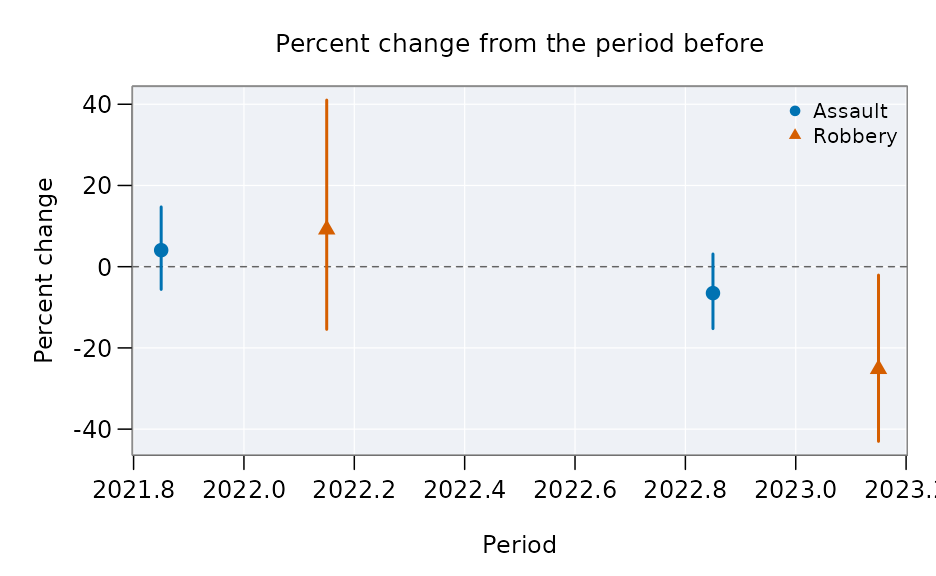 Percent change from the period before
Assault
Robbery
Percent change
40
20
0
-20
-40
2021.8 2022.0 2022.2 2022.4 2022.6 2022.8 2023.0 2023.
Period